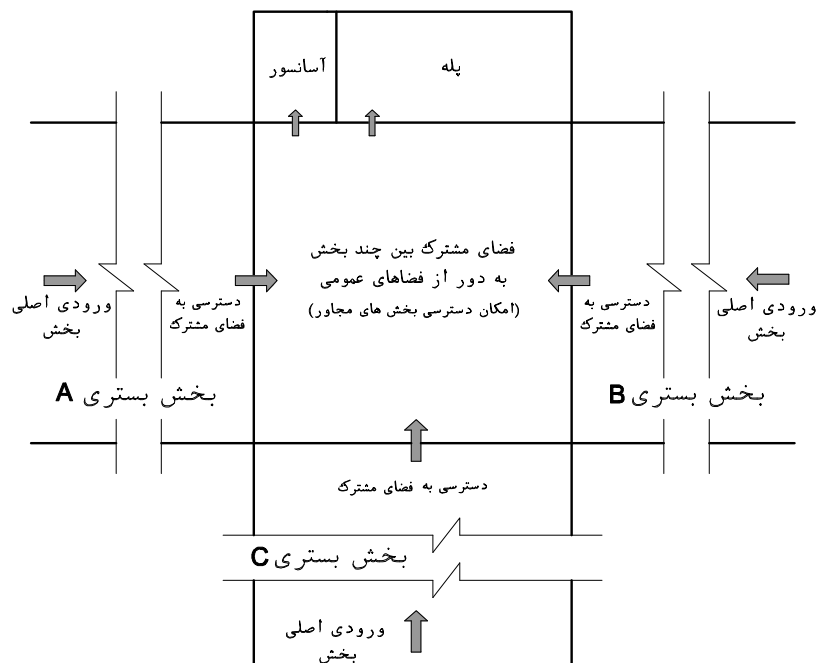 آسانسور
پله
فضای مشترک بین چند بخش
به دور از فضاهای عمومی
(امکان دسترسی بخش های مجاور)
دسترسی به
فضای مشترک
ورودی اصلی
بخش
دسترسی به
فضای مشترک
ورودی اصلی
بخش
بخش بستری B
بخش بستری A
دسترسی به فضای مشترک
بخش بستری C
ورودی اصلی
بخش